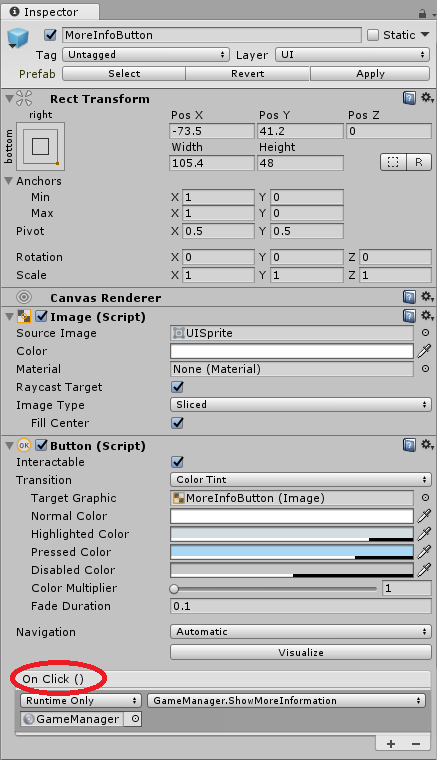 Inspector
MoreInfoButton Static
Tag Untagged Layer UI
Prefab Select Revert Apply
Rect Transform
right
bottom
Pos X Pos Y Pos Z
-73.5 41.2 0
Width Height
105.4 48
R
Anchors
Min X 1 Y 0
Max X 1 Y 0
Pivot X 0.5 Y 0.5
Rotation X 0 Y 0 Z 0
Scale X 1 Y 1 Z 1
Canvas Renderer
Image (Script)
Source Image UISprite
Color
Material None (Material)
Raycast Target
Image Type Sliced
Fill Center
OK Button (Script)
Interactable
Transition Color Tint
Target Graphic MoreInfoButton (Image)
Normal Color
Highlighted Color
Pressed Color
Disabled Color
Color Multiplier 1
Fade Duration 0.1
Navigation Automatic
Visualize
On Click ()
Runtime Only GameManager.ShowMoreInformation
GameManager
+ −